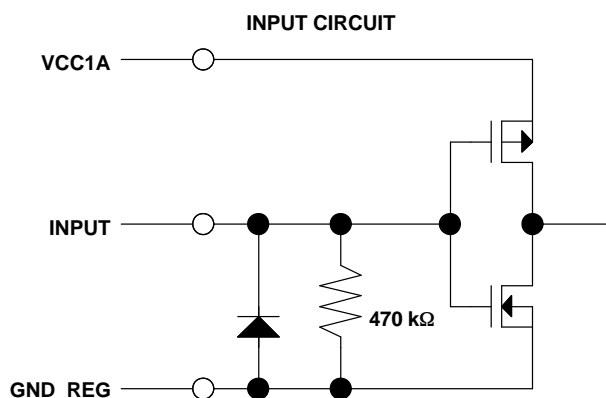 INPUT CIRCUIT
VCC1A
INPUT
470 kΩ
GND_REG